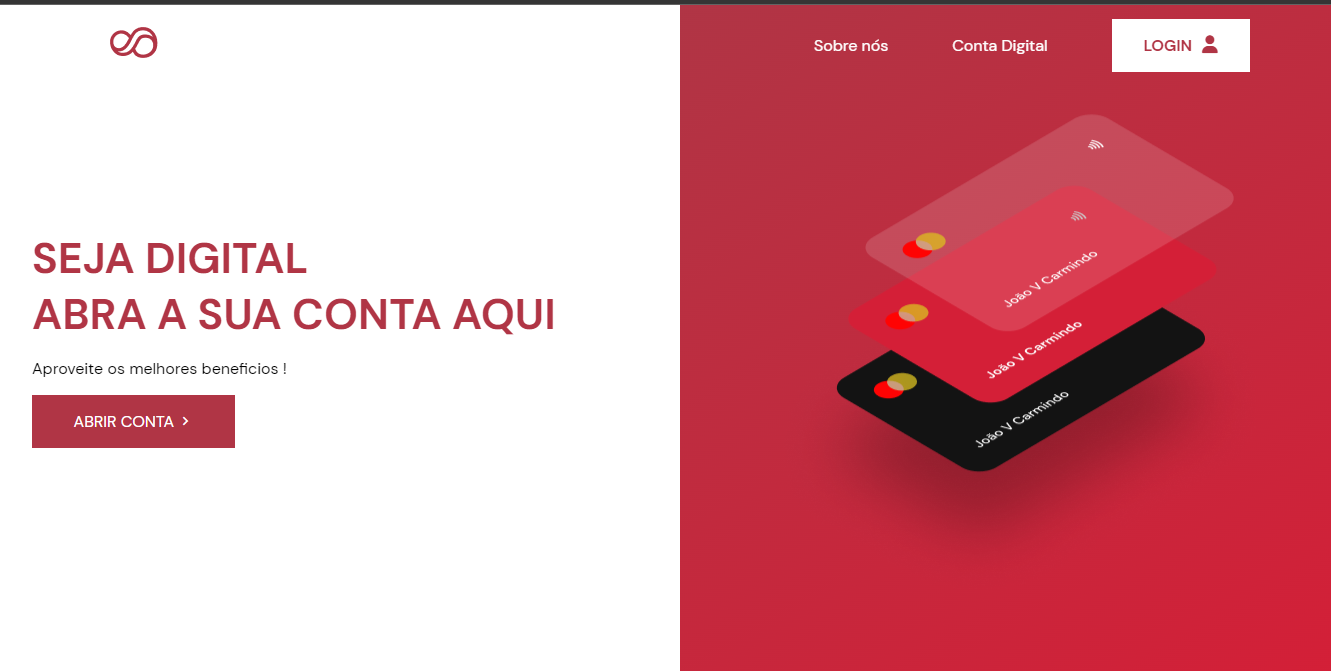 Sobre nós
Conta Digital
LOGIN
SEJA DIGITAL
ABRA A SUA CONTA AQUI
Aproveite os melhores beneficios !
ABRIR CONTA
João V Carmindo
João V Carmindo
João V Carmindo